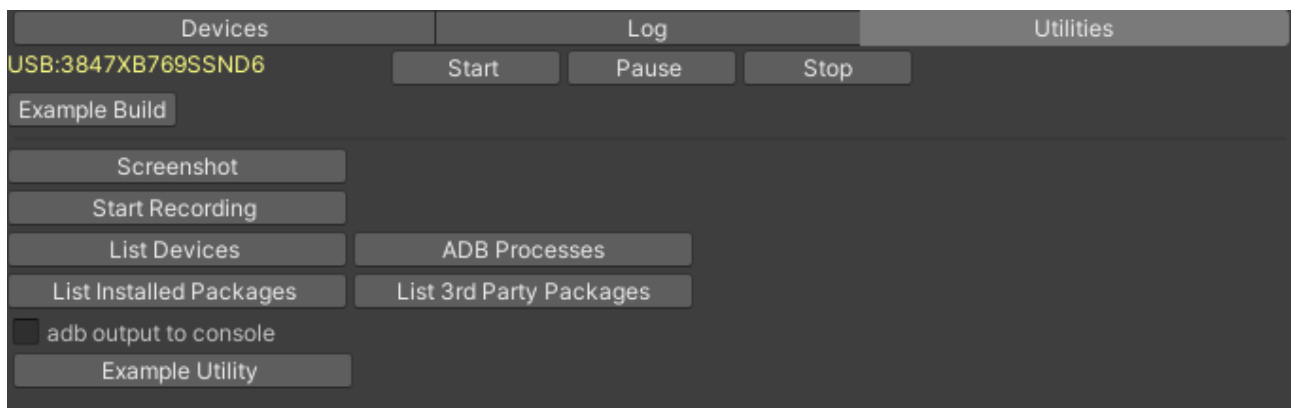 Devices Log Utilities
USB:3847XB769SSND6 Start Pause Stop
Example Build
Screenshot
Start Recording
List Devices ADB Processes
List Installed Packages List 3rd Party Packages
adb output to console
Example Utility